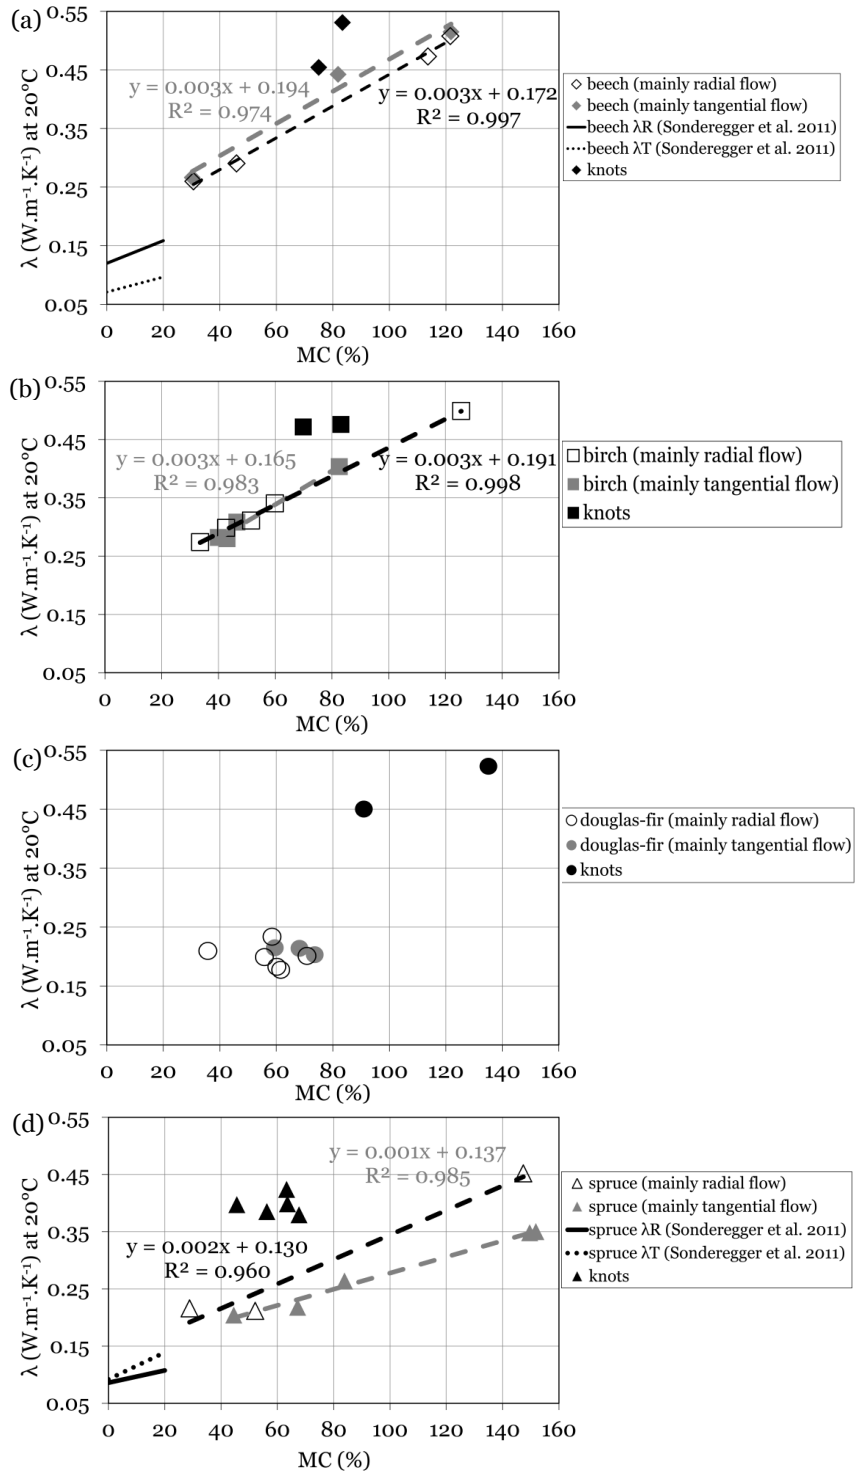 (a)
0.55
0.45
0.35
0.25
0.15
0.05
λ (W.m⁻¹.K⁻¹) at 20°C
y = 0.003x + 0.194
R² = 0.974
y = 0.003x + 0.172
R² = 0.997
0 20 40 60 80 100 120 140 160
MC (%)
beech (mainly radial flow)
beech (mainly tangential flow)
beech λR (Sonderegger et al. 2011)
beech λT (Sonderegger et al. 2011)
knots
(b)
0.55
0.45
0.35
0.25
0.15
0.05
λ (W.m⁻¹.K⁻¹) at 20°C
y = 0.003x + 0.165
R² = 0.983
y = 0.003x + 0.191
R² = 0.998
0 20 40 60 80 100 120 140 160
MC (%)
birch (mainly radial flow)
birch (mainly tangential flow)
knots
(c)
0.55
0.45
0.35
0.25
0.15
0.05
λ (W.m⁻¹.K⁻¹) at 20°C
0 20 40 60 80 100 120 140 160
MC (%)
douglas-fir (mainly radial flow)
douglas-fir (mainly tangential flow)
knots
(d)
0.55
0.45
0.35
0.25
0.15
0.05
λ (W.m⁻¹.K⁻¹) at 20°C
y = 0.001x + 0.137
R² = 0.985
y = 0.002x + 0.130
R² = 0.960
0 20 40 60 80 100 120 140 160
MC (%)
spruce (mainly radial flow)
spruce (mainly tangential flow)
spruce λR (Sonderegger et al. 2011)
spruce λT (Sonderegger et al. 2011)
knots